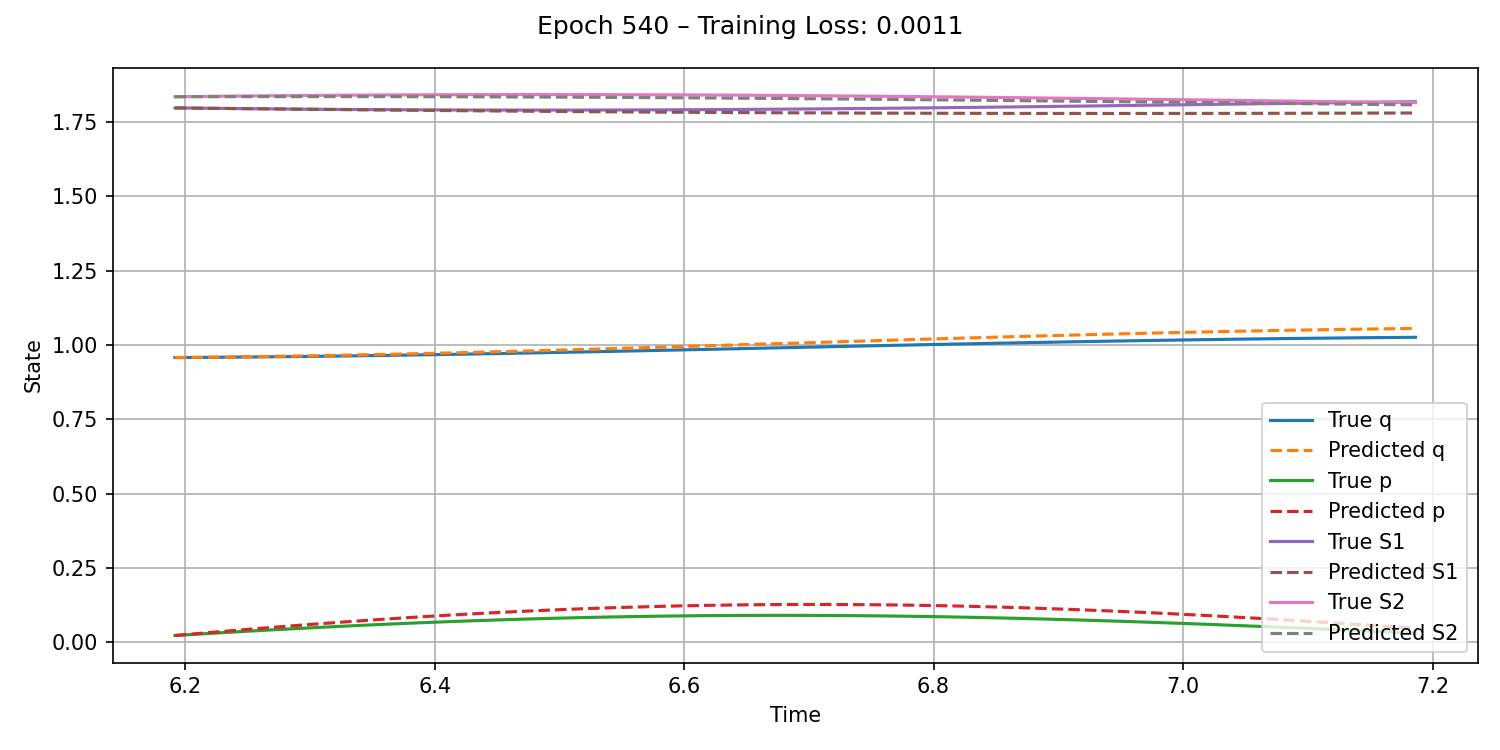 Epoch 540 – Training Loss: 0.0011
State
1.75
1.50
1.25
1.00
0.75
0.50
0.25
0.00
True q
Predicted q
True p
Predicted p
True S1
Predicted S1
True S2
Predicted S2
6.2 6.4 6.6 6.8 7.0 7.2
Time